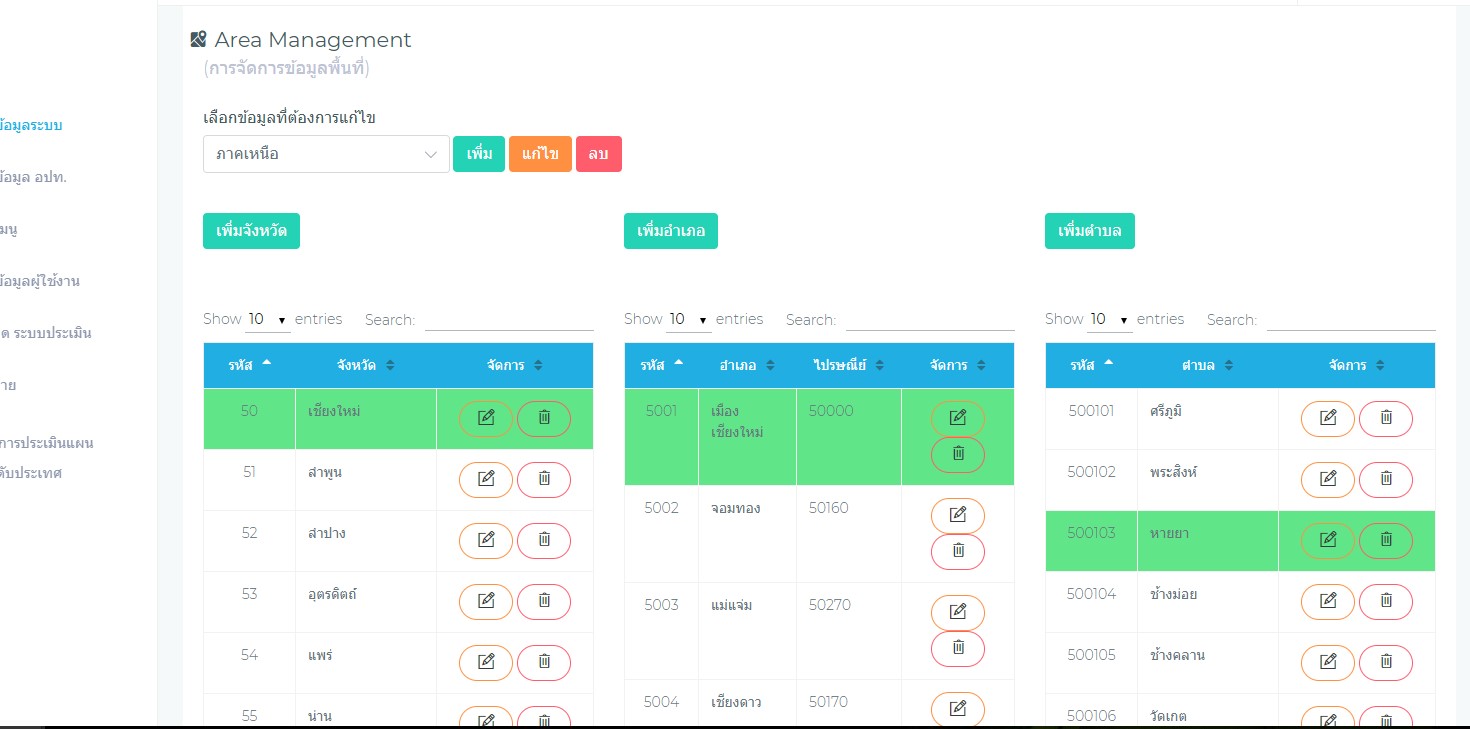 Area Management
(การจัดการข้อมูลพื้นที่)
เลือกข้อมูลที่ต้องการแก้ไข
ภาคเหนือ เพิ่ม แก้ไข ลบ
ข้อมูลระบบ
ข้อมูล อปท.
เมนู
ข้อมูลผู้ใช้งาน
ระบบประเมิน
การประเมินแผน
ประเทศ
เพิ่มจังหวัด
Show 10 entries Search:
รหัส จังหวัด จัดการ
50 เชียงใหม่
51 ลำพูน
52 ลำปาง
53 อุตรดิตถ์
54 แพร่
55 น่าน
เพิ่มอำเภอ
Show 10 entries Search:
รหัส อำเภอ ไปรษณีย์ จัดการ
5001 เมือง 50000
เชียงใหม่
5002 จอมทอง 50160
5003 แม่แจ่ม 50270
5004 เชียงดาว 50170
เพิ่มตำบล
Show 10 entries Search:
รหัส ตำบล จัดการ
500101 ศรีภูมิ
500102 พระสิงห์
500103 หายยา
500104 ช้างม่อย
500105 ช้างคลาน
500106 วัดเกต